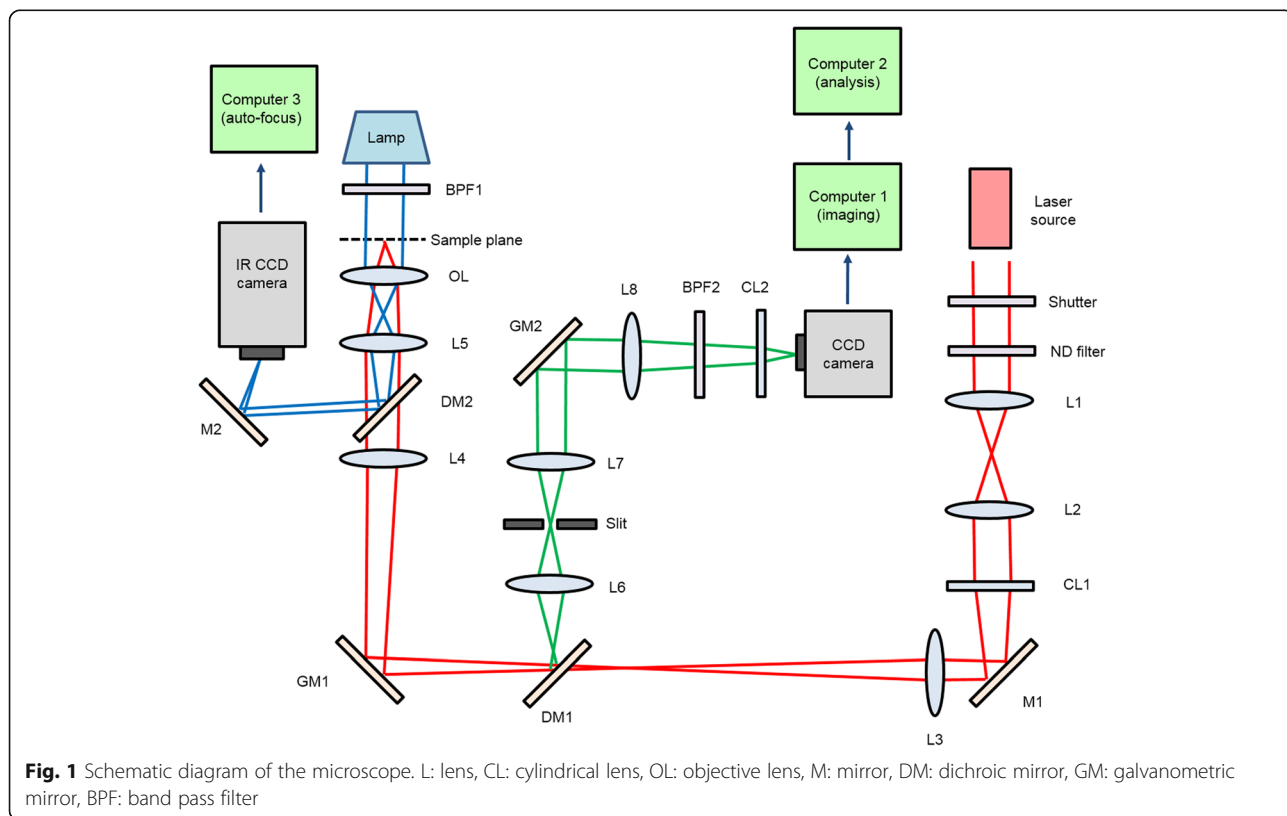 Computer 2
(analysis)
Computer 3
(auto-focus)
Lamp
Computer 1
(imaging)
Laser
source
BPF1
Sample plane
IR CCD
camera
OL
L8
BPF2
CL2
Shutter
GM2
L5
CCD
camera
ND filter
M2
DM2
L1
L4
L7
Slit
L2
L6
CL1
GM1
DM1
M1
L3
Fig. 1 Schematic diagram of the microscope. L: lens, CL: cylindrical lens, OL: objective lens, M: mirror, DM: dichroic mirror, GM: galvanometric
mirror, BPF: band pass filter